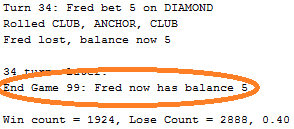 Turn 34: Fred bet 5 on DIAMOND
Rolled CLUB, ANCHOR, CLUB
Fred lost, balance now 5
34 turns later.
End Game 99: Fred now has balance 5
Win count = 1924, Lose Count = 2888, 0.40